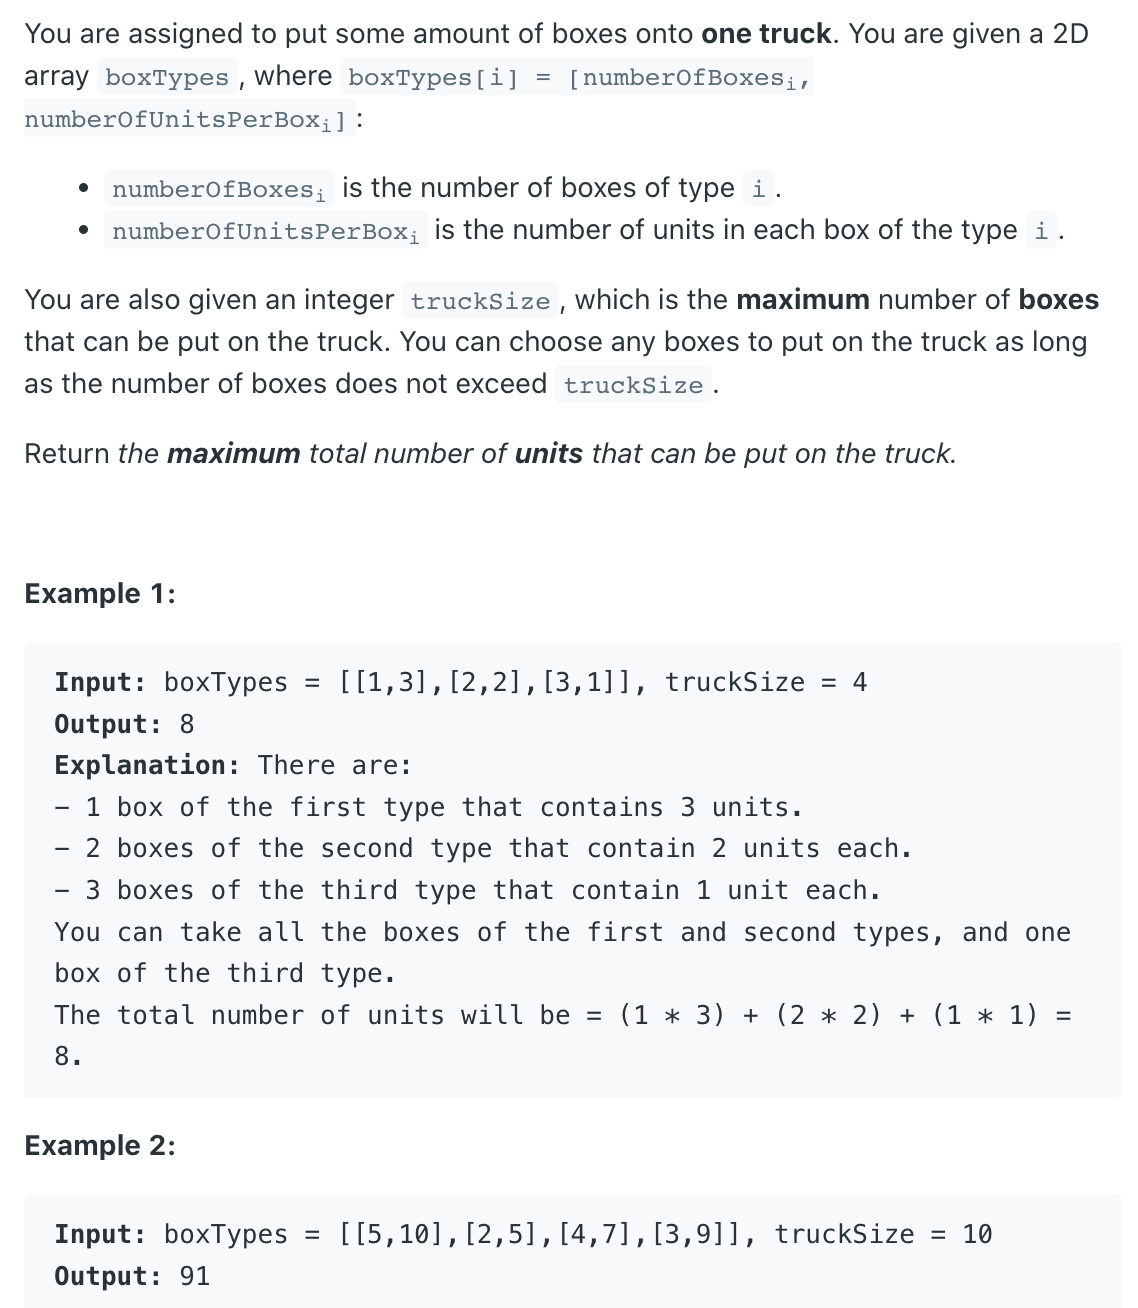 You are assigned to put some amount of boxes onto one truck. You are given a 2D
array boxTypes, where boxTypes[i] = [numberOfBoxesᵢ,
numberOfUnitsPerBoxᵢ]:
• numberOfBoxesᵢ is the number of boxes of type i.
• numberOfUnitsPerBoxᵢ is the number of units in each box of the type i.
You are also given an integer truckSize, which is the maximum number of boxes
that can be put on the truck. You can choose any boxes to put on the truck as long
as the number of boxes does not exceed truckSize.
Return the maximum total number of units that can be put on the truck.
Example 1:
Input: boxTypes = [[1,3],[2,2],[3,1]], truckSize = 4
Output: 8
Explanation: There are:
- 1 box of the first type that contains 3 units.
- 2 boxes of the second type that contain 2 units each.
- 3 boxes of the third type that contain 1 unit each.
You can take all the boxes of the first and second types, and one
box of the third type.
The total number of units will be = (1 * 3) + (2 * 2) + (1 * 1) =
8.
Example 2:
Input: boxTypes = [[5,10],[2,5],[4,7],[3,9]], truckSize = 10
Output: 91